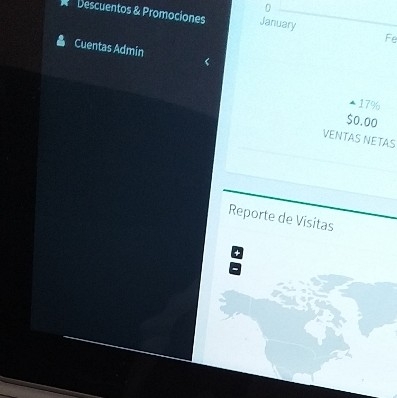 Descuentos & Promociones
Cuentas Admin
0
January
17%
$0.00
VENTAS NETAS
Reporte de Visitas
+
-